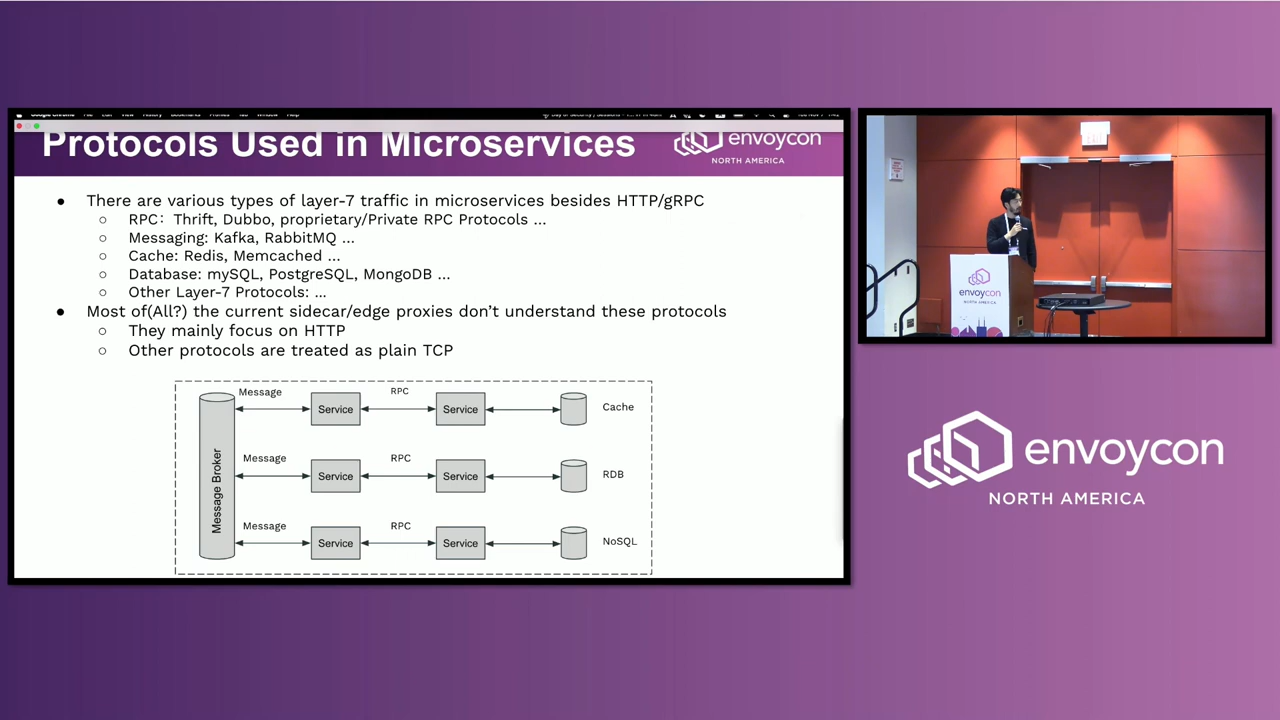 Protocols Used in Microservices
envoycon
NORTH AMERICA
● There are various types of layer-7 traffic in microservices besides HTTP/gRPC
○ RPC: Thrift, Dubbo, proprietary/Private RPC Protocols ...
○ Messaging: Kafka, RabbitMQ ...
○ Cache: Redis, Memcached ...
○ Database: mySQL, PostgreSQL, MongoDB ...
○ Other Layer-7 Protocols: ...
● Most of(All?) the current sidecar/edge proxies don't understand these protocols
○ They mainly focus on HTTP
○ Other protocols are treated as plain TCP
Message Broker
Message
Service
RPC
Service
Cache
Message
Service
RPC
Service
RDB
Message
Service
RPC
Service
NoSQL
envoycon
NORTH AMERICA
envoycon
NORTH AMERICA